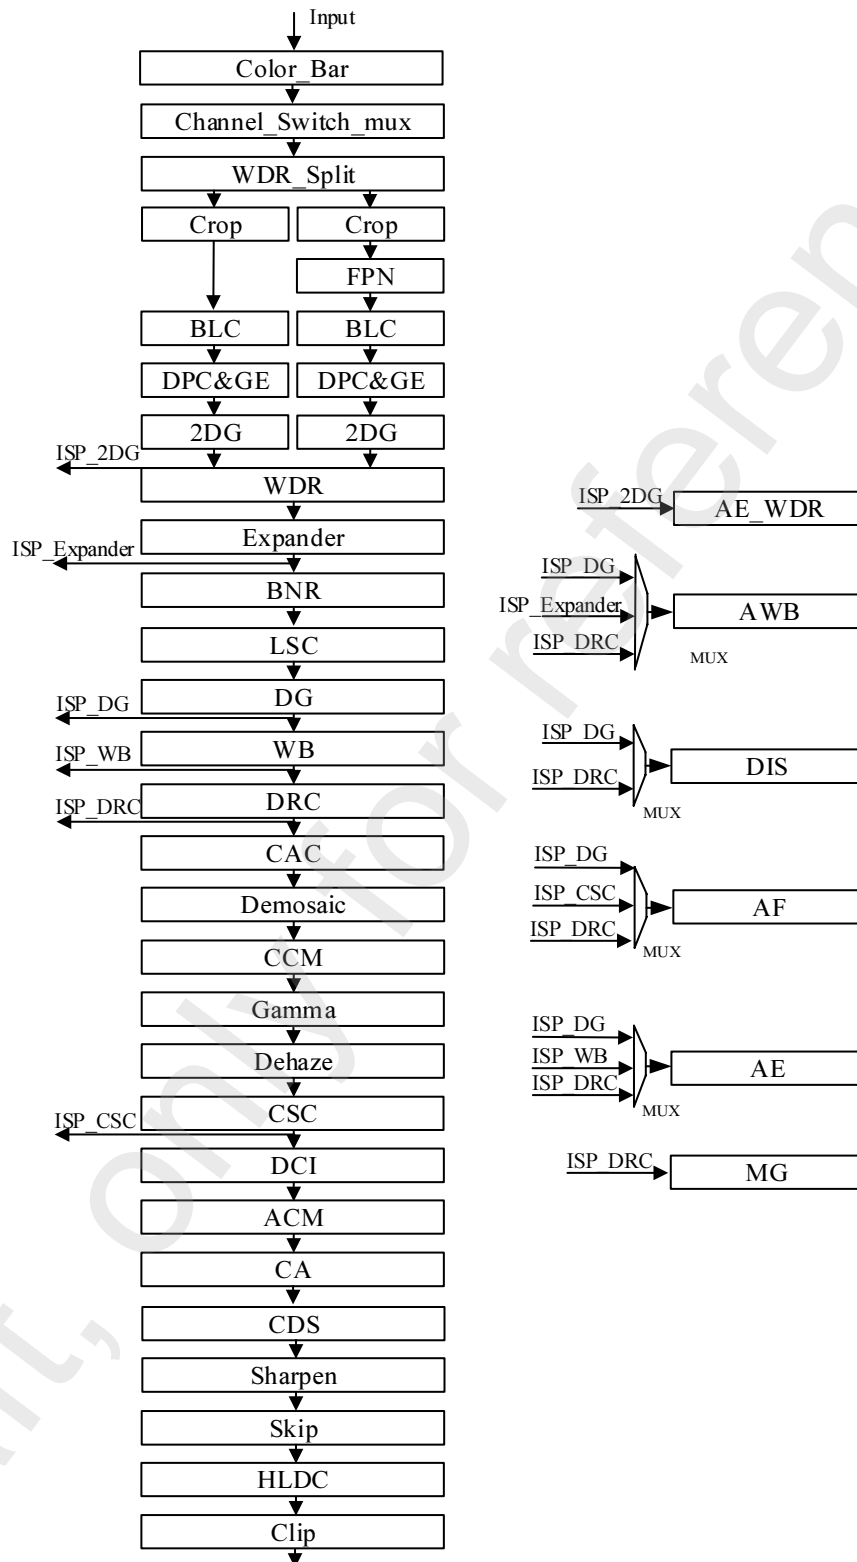 Input
Color_Bar
Channel_Switch_mux
WDR_Split
Crop Crop
FPN
BLC BLC
DPC&GE DPC&GE
2DG 2DG
ISP_2DG
WDR
Expander
ISP_Expander
BNR
LSC
DG
ISP_DG
WB
ISP_WB
DRC
ISP_DRC
CAC
Demosaic
CCM
Gamma
Dehaze
CSC
ISP_CSC
DCI
ACM
CA
CDS
Sharpen
Skip
HLDC
Clip
ISP_2DG
AE_WDR
ISP_DG
ISP_Expander
AWB
ISP_DRC
MUX
ISP_DG
DIS
ISP_DRC
MUX
ISP_DG
ISP_CSC
AF
ISP_DRC
MUX
ISP_DG
ISP_WB
AE
ISP_DRC
MUX
ISP_DRC
MG
, only for referen